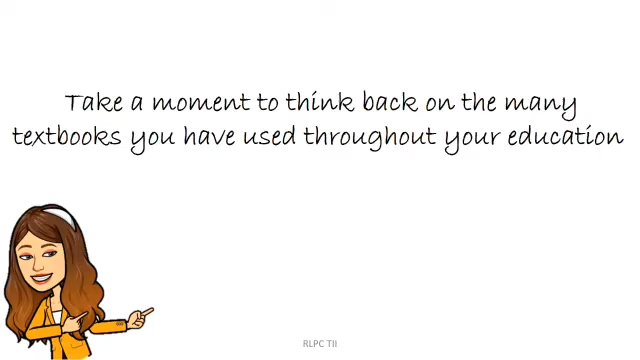 Take a moment to think back on the many
textbooks you have used throughout your education
RLPC TII